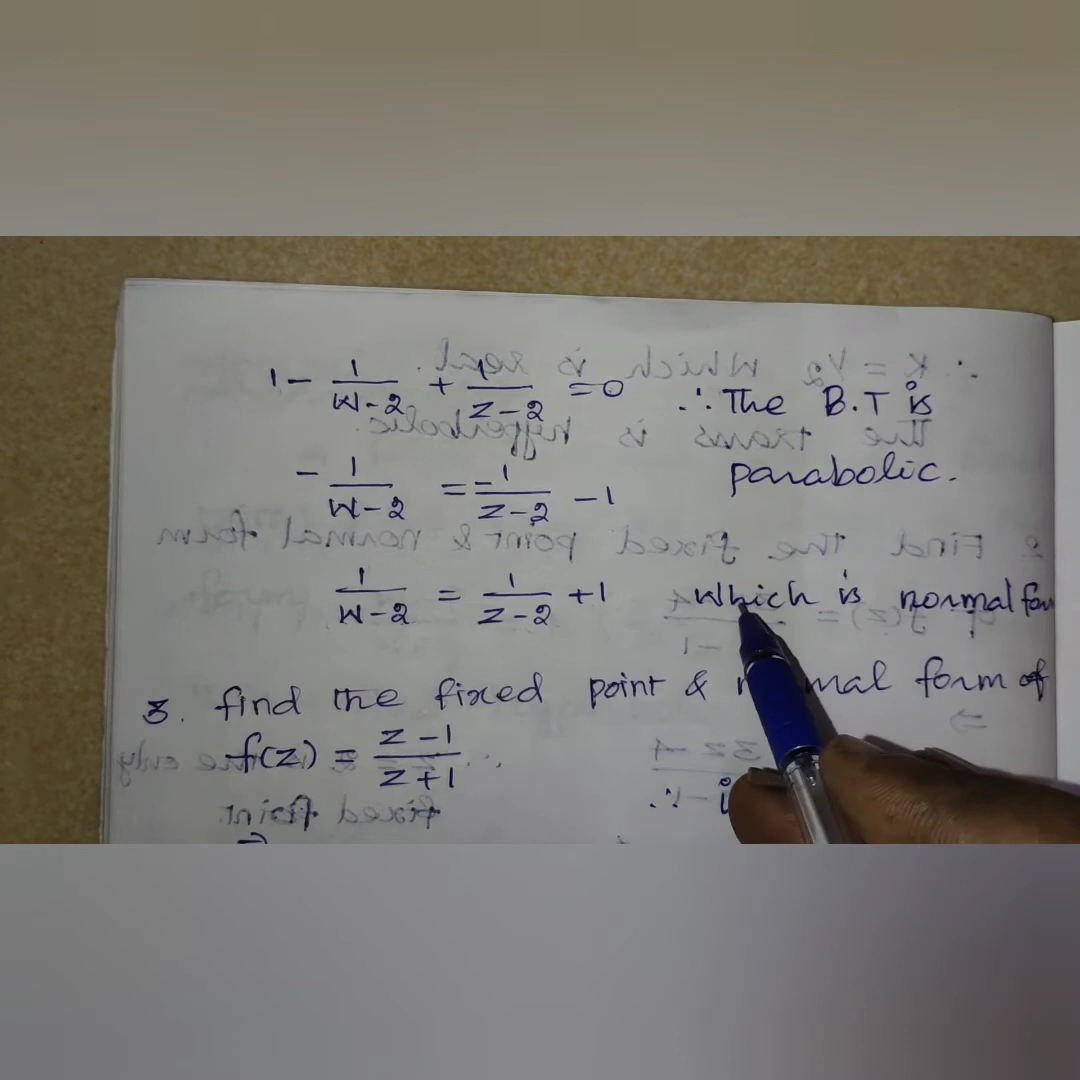 1 - 1/(W-2) + 1/(Z-2) = 0 ∴ The B.T is
parabolic.
- 1/(W-2) = -1/(Z-2) - 1
1/(W-2) = 1/(Z-2) + 1 which is normal for
3. find the fixed point & normal form of
f(z) = (z-1)/(z+1)